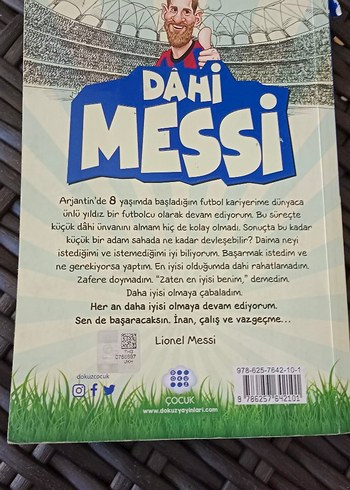 DÂHİ
MESSİ
Arjantin'de 8 yaşımda başladığım futbol kariyerime dünyaca
ünlü yıldız bir futbolcu olarak devam ediyorum. Bu süreçte
küçük dâhi ünvanını almam hiç de kolay olmadı. Sonuçta bu kadar
küçük bir adam sahada ne kadar devleşebilir? Daima neyi
istediğimi ve istemediğimi iyi biliyorum. Başarmak istedim ve
ne gerekiyorsa yaptım. En iyisi olduğumda dahi rahatlamadım.
Zafere doymadım. "Zaten en iyisi benim," demedim.
Daha iyisi olmaya çabaladım.
Her an daha iyisi olmaya devam ediyorum.
Sen de başaracaksın. İnan, çalış ve vazgeçme...
Lionel Messi
dokuzcocuk
ÇOCUK
www.dokuzyayinlari.com
978-625-7642-10-1
9 786257 642101